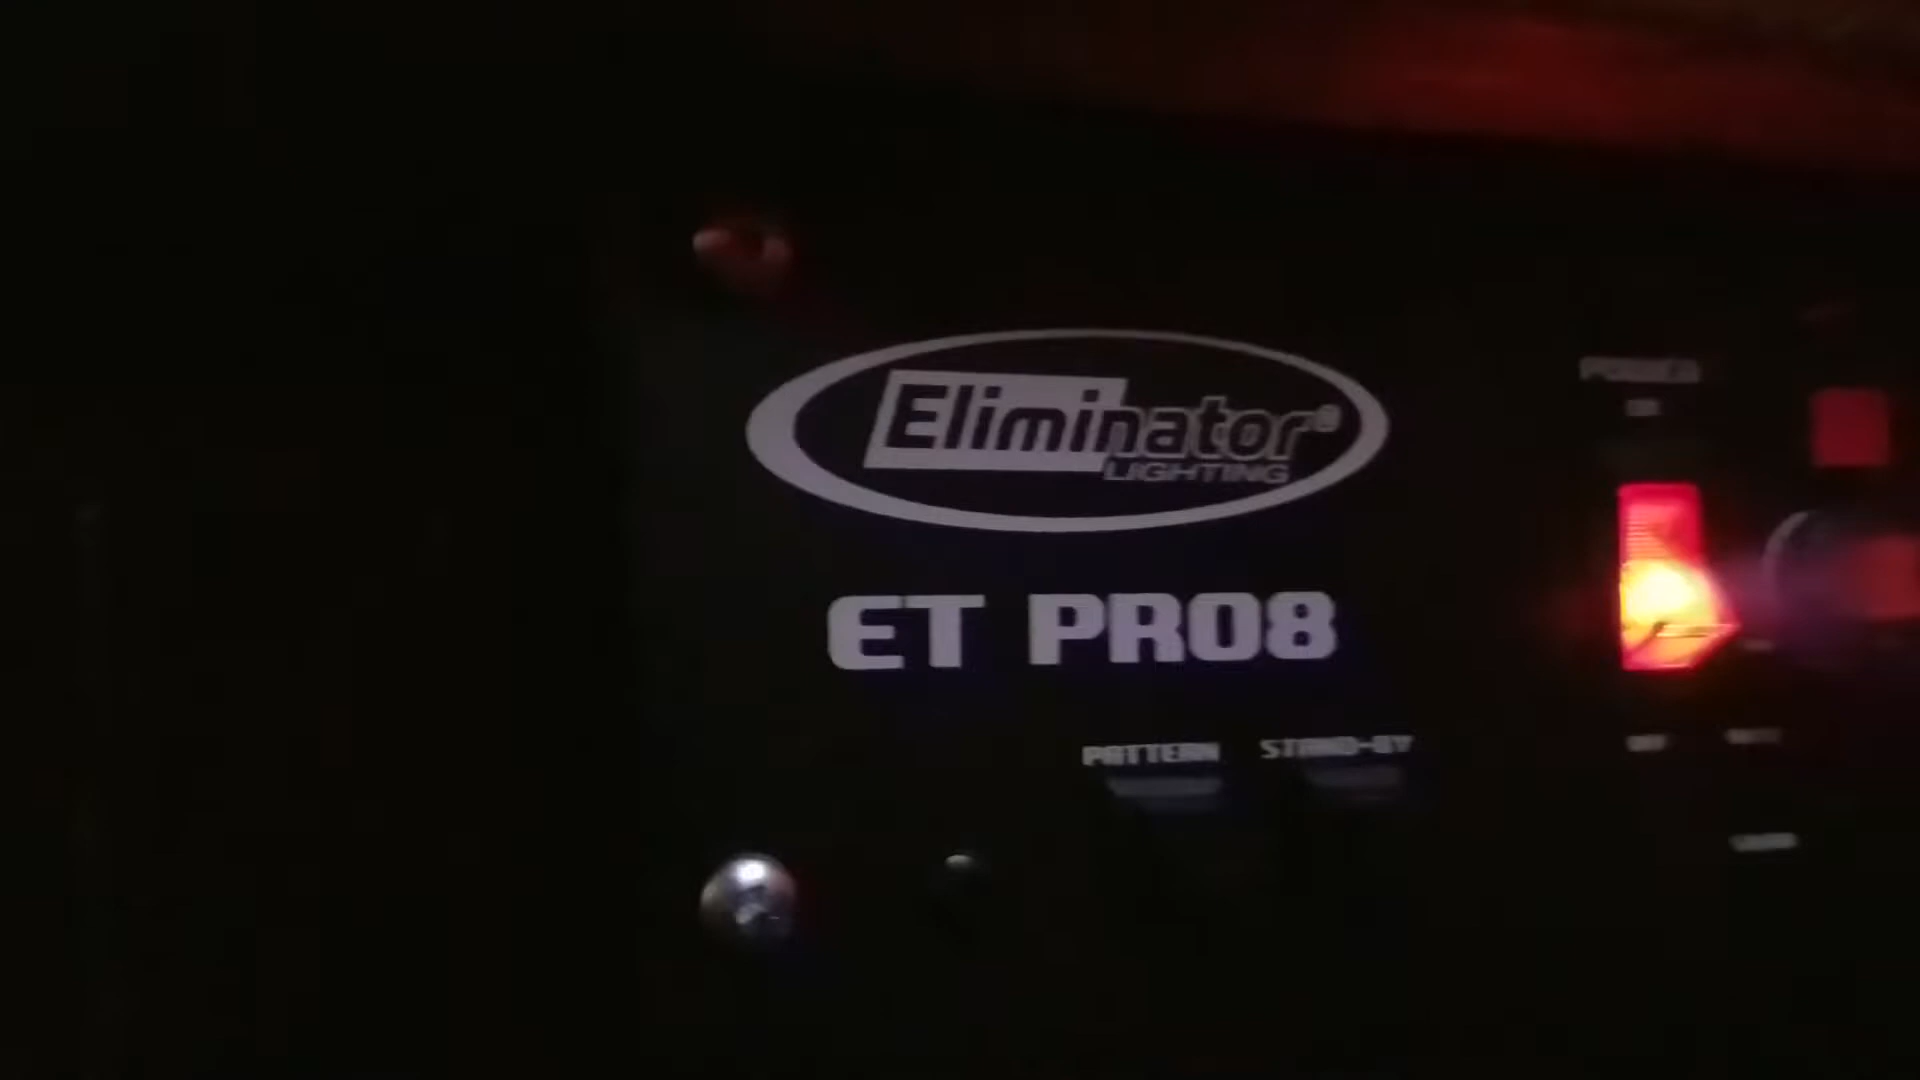 Eliminator®
LIGHTING
ET PRO8
POWER
PATTERN STAND-BY